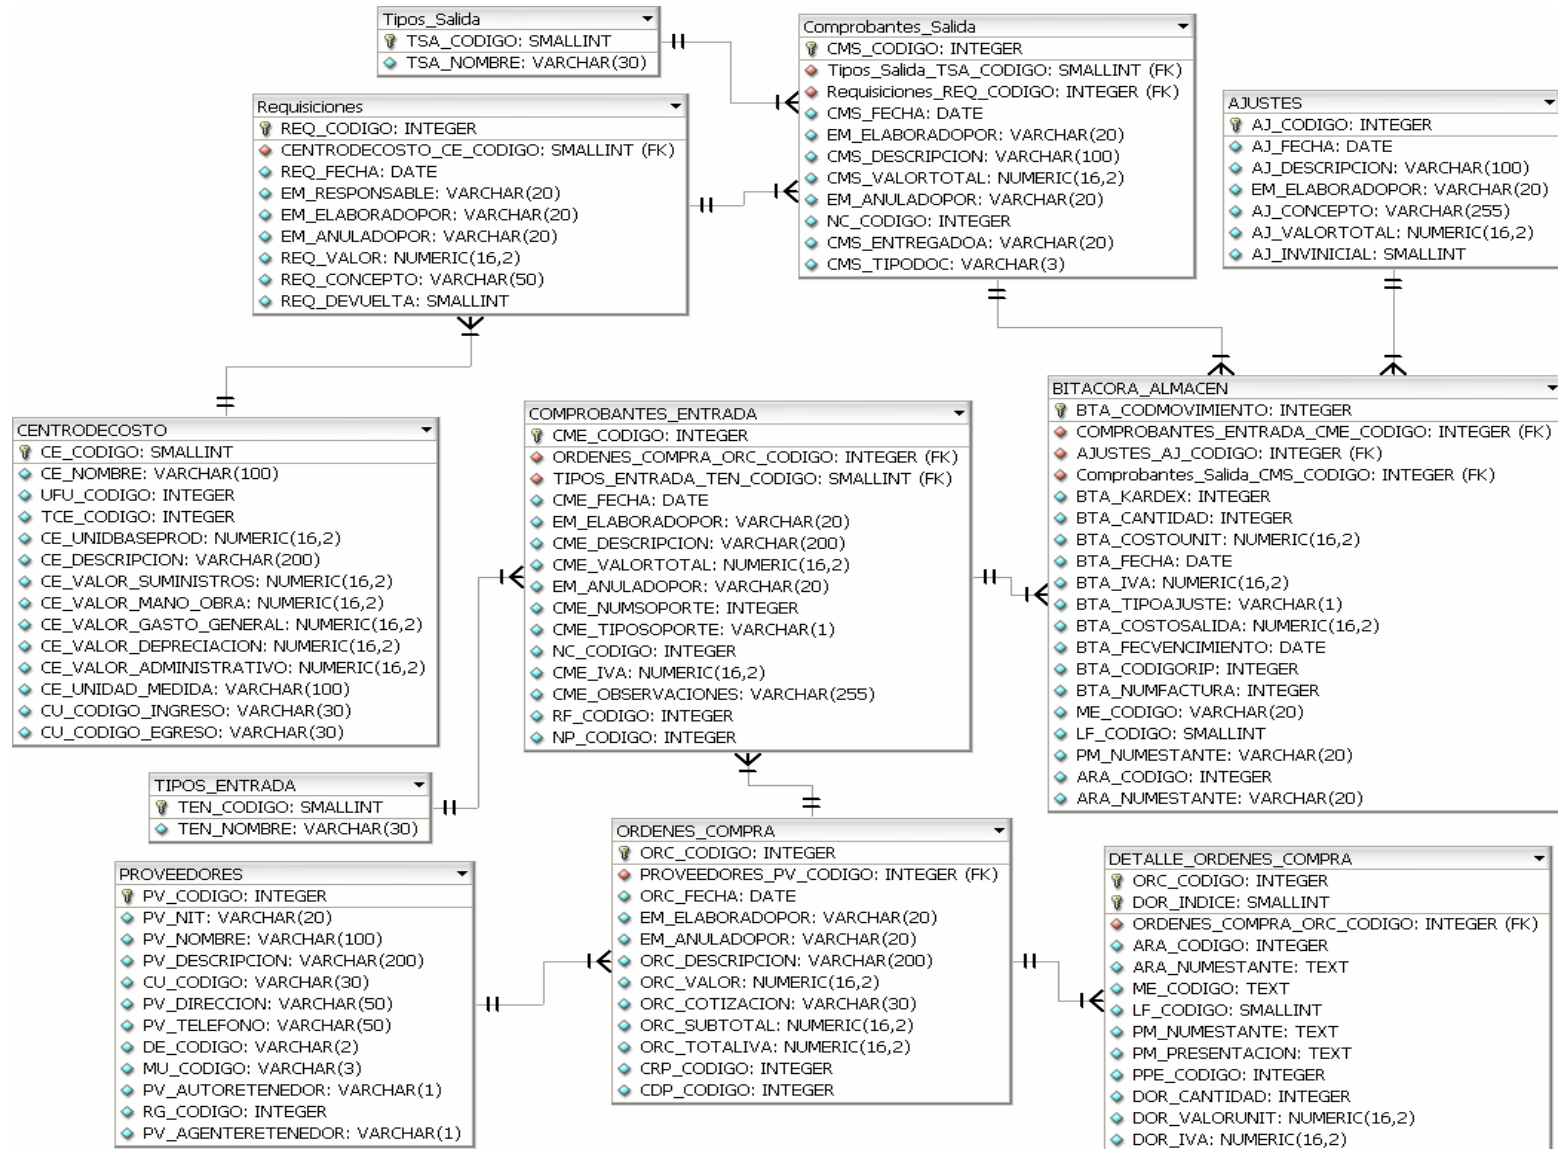 Tipos_Salida
TSA_CODIGO: SMALLINT
TSA_NOMBRE: VARCHAR(30)
Comprobantes_Salida
CMS_CODIGO: INTEGER
Tipos_Salida_TSA_CODIGO: SMALLINT (FK)
Requisiciones_REQ_CODIGO: INTEGER (FK)
CMS_FECHA: DATE
EM_ELABORADOPOR: VARCHAR(20)
CMS_DESCRIPCION: VARCHAR(100)
CMS_VALORTOTAL: NUMERIC(16,2)
EM_ANULADOPOR: VARCHAR(20)
NC_CODIGO: INTEGER
CMS_ENTREGADOA: VARCHAR(20)
CMS_TIPODOC: VARCHAR(3)
Requisiciones
REQ_CODIGO: INTEGER
CENTRODECOSTO_CE_CODIGO: SMALLINT (FK)
REQ_FECHA: DATE
EM_RESPONSABLE: VARCHAR(20)
EM_ELABORADOPOR: VARCHAR(20)
EM_ANULADOPOR: VARCHAR(20)
REQ_VALOR: NUMERIC(16,2)
REQ_CONCEPTO: VARCHAR(50)
REQ_DEVUELTA: SMALLINT
AJUSTES
AJ_CODIGO: INTEGER
AJ_FECHA: DATE
AJ_DESCRIPCION: VARCHAR(100)
EM_ELABORADOPOR: VARCHAR(20)
AJ_CONCEPTO: VARCHAR(255)
AJ_VALORTOTAL: NUMERIC(16,2)
AJ_INVINICIAL: SMALLINT
CENTRODECOSTO
CE_CODIGO: SMALLINT
CE_NOMBRE: VARCHAR(100)
UFU_CODIGO: INTEGER
TCE_CODIGO: INTEGER
CE_UNIDBASEPROD: NUMERIC(16,2)
CE_DESCRIPCION: VARCHAR(200)
CE_VALOR_SUMINISTROS: NUMERIC(16,2)
CE_VALOR_MANO_OBRA: NUMERIC(16,2)
CE_VALOR_GASTO_GENERAL: NUMERIC(16,2)
CE_VALOR_DEPRECIACION: NUMERIC(16,2)
CE_VALOR_ADMINISTRATIVO: NUMERIC(16,2)
CE_UNIDAD_MEDIDA: VARCHAR(100)
CU_CODIGO_INGRESO: VARCHAR(30)
CU_CODIGO_EGRESO: VARCHAR(30)
COMPROBANTES_ENTRADA
CME_CODIGO: INTEGER
ORDENES_COMPRA_ORC_CODIGO: INTEGER (FK)
TIPOS_ENTRADA_TEN_CODIGO: SMALLINT (FK)
CME_FECHA: DATE
EM_ELABORADOPOR: VARCHAR(20)
CME_DESCRIPCION: VARCHAR(200)
CME_VALORTOTAL: NUMERIC(16,2)
EM_ANULADOPOR: VARCHAR(20)
CME_NUMSOPORTE: INTEGER
CME_TIPOSOPORTE: VARCHAR(1)
NC_CODIGO: INTEGER
CME_IVA: NUMERIC(16,2)
CME_OBSERVACIONES: VARCHAR(255)
RF_CODIGO: INTEGER
NP_CODIGO: INTEGER
BITACORA_ALMACEN
BTA_CODMOVIMIENTO: INTEGER
COMPROBANTES_ENTRADA_CME_CODIGO: INTEGER (FK)
AJUSTES_AJ_CODIGO: INTEGER (FK)
Comprobantes_Salida_CMS_CODIGO: INTEGER (FK)
BTA_KARDEX: INTEGER
BTA_CANTIDAD: INTEGER
BTA_COSTOUNIT: NUMERIC(16,2)
BTA_FECHA: DATE
BTA_IVA: NUMERIC(16,2)
BTA_TIPOAJUSTE: VARCHAR(1)
BTA_COSTOSALIDA: NUMERIC(16,2)
BTA_FECVENCIMIENTO: DATE
BTA_CODIGORIP: INTEGER
BTA_NUMFACTURA: INTEGER
ME_CODIGO: VARCHAR(20)
LF_CODIGO: SMALLINT
PM_NUMESTANTE: VARCHAR(20)
ARA_CODIGO: INTEGER
ARA_NUMESTANTE: VARCHAR(20)
TIPOS_ENTRADA
TEN_CODIGO: SMALLINT
TEN_NOMBRE: VARCHAR(30)
PROVEEDORES
PV_CODIGO: INTEGER
PV_NIT: VARCHAR(20)
PV_NOMBRE: VARCHAR(100)
PV_DESCRIPCION: VARCHAR(200)
CU_CODIGO: VARCHAR(30)
PV_DIRECCION: VARCHAR(50)
PV_TELEFONO: VARCHAR(50)
DE_CODIGO: VARCHAR(2)
MU_CODIGO: VARCHAR(3)
PV_AUTORETENEDOR: VARCHAR(1)
RG_CODIGO: INTEGER
PV_AGENTERETENEDOR: VARCHAR(1)
ORDENES_COMPRA
ORC_CODIGO: INTEGER
PROVEEDORES_PV_CODIGO: INTEGER (FK)
ORC_FECHA: DATE
EM_ELABORADOPOR: VARCHAR(20)
EM_ANULADOPOR: VARCHAR(20)
ORC_DESCRIPCION: VARCHAR(200)
ORC_VALOR: NUMERIC(16,2)
ORC_COTIZACION: VARCHAR(30)
ORC_SUBTOTAL: NUMERIC(16,2)
ORC_TOTALIVA: NUMERIC(16,2)
CRP_CODIGO: INTEGER
CDP_CODIGO: INTEGER
DETALLE_ORDENES_COMPRA
ORC_CODIGO: INTEGER
DOR_INDICE: SMALLINT
ORDENES_COMPRA_ORC_CODIGO: INTEGER (FK)
ARA_CODIGO: INTEGER
ARA_NUMESTANTE: TEXT
ME_CODIGO: TEXT
LF_CODIGO: SMALLINT
PM_NUMESTANTE: TEXT
PM_PRESENTACION: TEXT
PPE_CODIGO: INTEGER
DOR_CANTIDAD: INTEGER
DOR_VALORUNIT: NUMERIC(16,2)
DOR_IVA: NUMERIC(16,2)